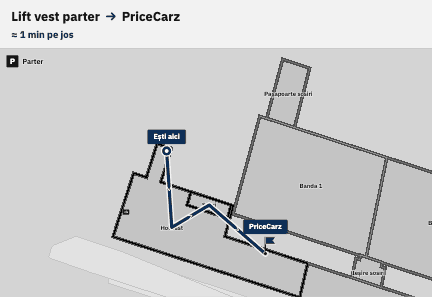 Lift vest parter → PriceCarz
≈ 1 min pe jos
P Parter
Pașapoarte sosiri
Ești aici
Banda 1
PriceCarz
Ieșire sosiri